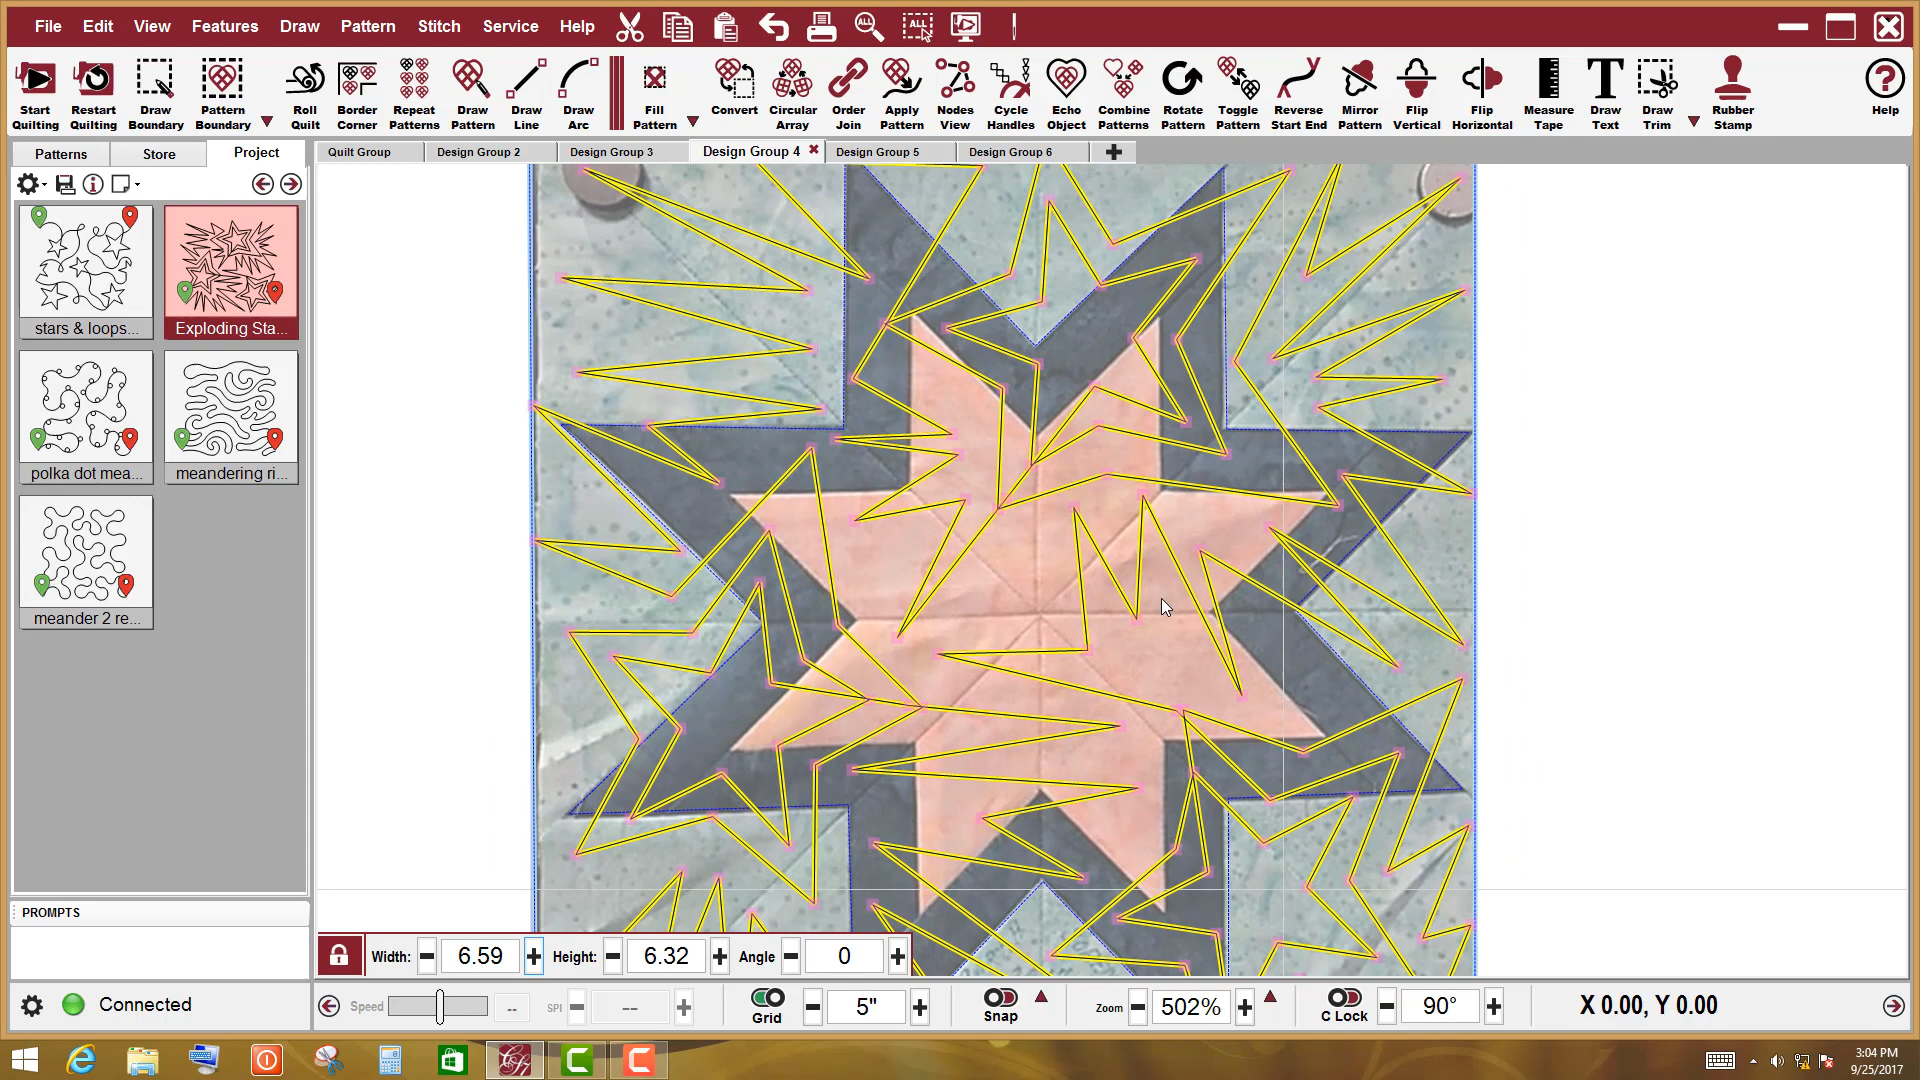 File Edit View Features Draw Pattern Stitch Service Help
ALL ALL
Start Quilting
Restart Quilting
Draw Boundary
Pattern Boundary
Roll Quilt
Border Corner
Repeat Patterns
Draw Pattern
Draw Line
Draw Arc
Fill Pattern
Convert
Circular Array
Order Join
Apply Pattern
Nodes View
Cycle Handles
Echo Object
Combine Patterns
Rotate Pattern
Toggle Pattern
Reverse Start End
Mirror Pattern
Flip Vertical
Flip Horizontal
Measure Tape
Draw Text
Draw Trim
Rubber Stamp
Help
Patterns Store Project
Quilt Group Design Group 2 Design Group 3 Design Group 4 Design Group 5 Design Group 6
stars & loops...
Exploding Sta...
polka dot mea...
meandering ri...
meander 2 re...
PROMPTS
Width: 6.59 Height: 6.32 Angle 0
Connected
Speed -- SPI --
Grid 5"
Snap
Zoom 502%
C Lock 90°
X 0.00, Y 0.00
3:04 PM
9/25/2017